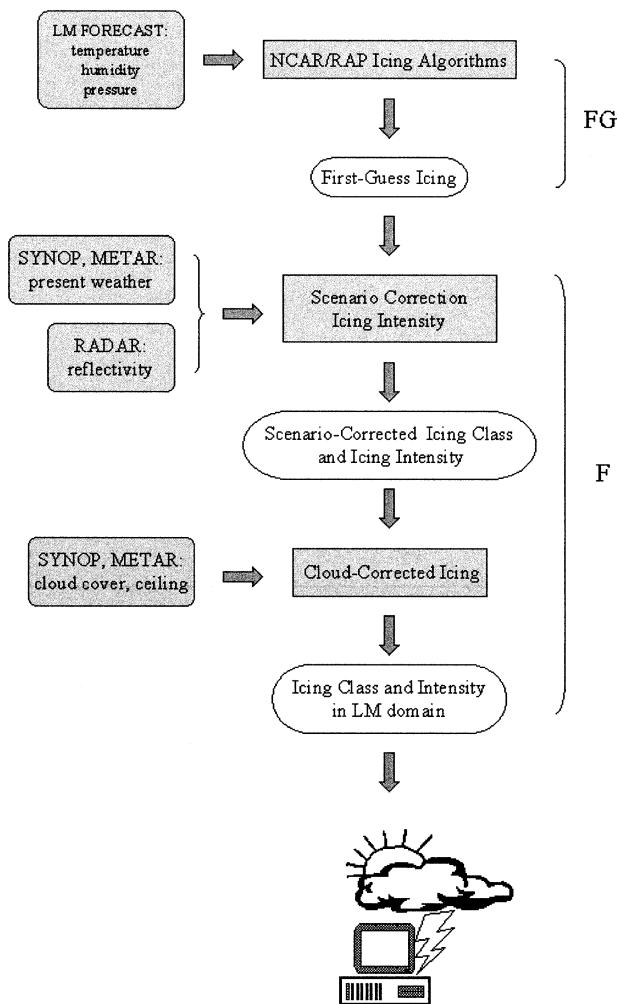 LM FORECAST:
temperature
humidity
pressure
NCAR/RAP Icing Algorithms
FG
First-Guess Icing
SYNOP, METAR:
present weather
RADAR:
reflectivity
Scenario Correction
Icing Intensity
Scenario-Corrected Icing Class
and Icing Intensity
F
SYNOP, METAR:
cloud cover, ceiling
Cloud-Corrected Icing
Icing Class and Intensity
in LM domain